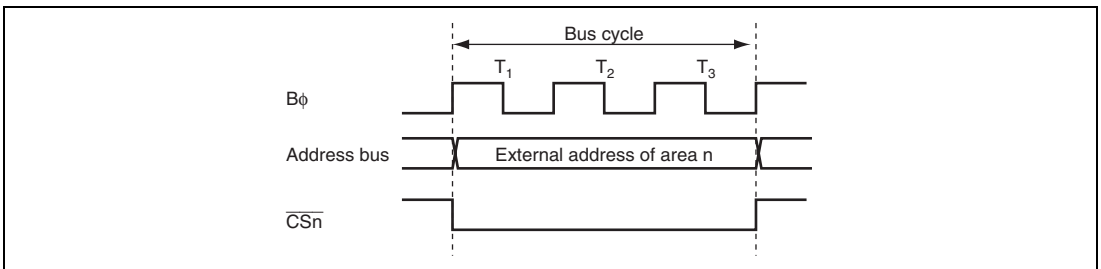 Bus cycle
T1 T2 T3
Bϕ
Address bus External address of area n
CSn